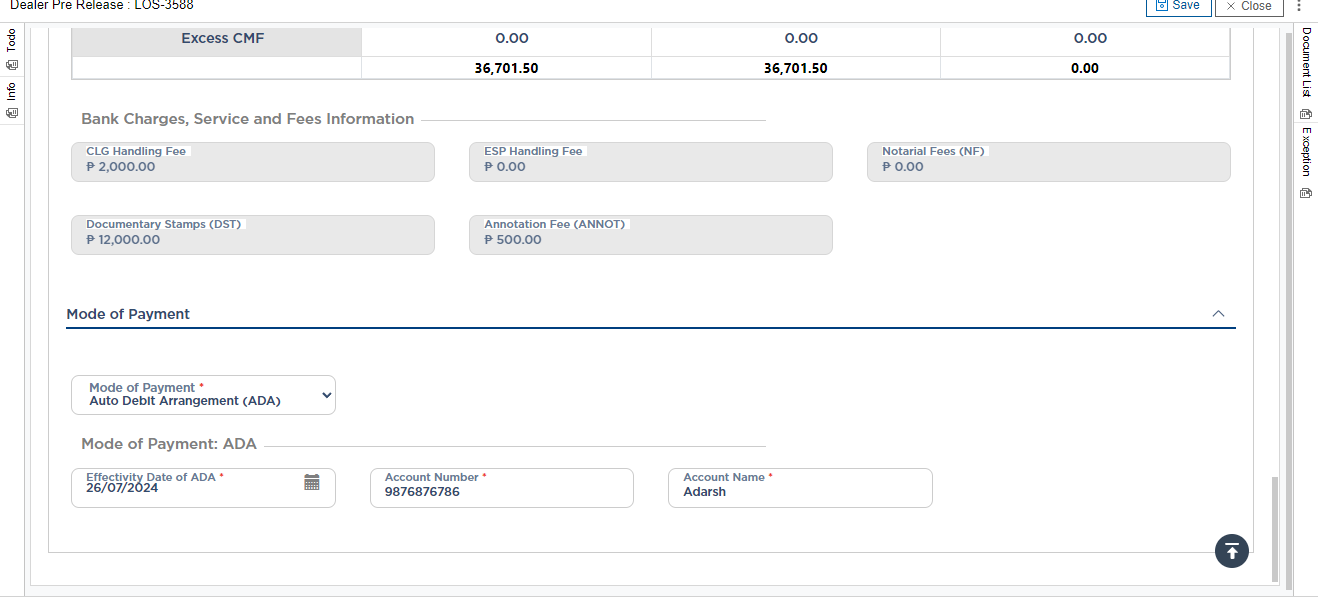 Dealer Pre Release : LOS-3588
Save
Close
Todo
Info
Document List
Exception
Excess CMF 0.00 0.00 0.00
36,701.50 36,701.50 0.00
Bank Charges, Service and Fees Information
CLG Handling Fee
₱ 2,000.00
ESP Handling Fee
₱ 0.00
Notarial Fees (NF)
₱ 0.00
Documentary Stamps (DST)
₱ 12,000.00
Annotation Fee (ANNOT)
₱ 500.00
Mode of Payment
Mode of Payment *
Auto Debit Arrangement (ADA)
Mode of Payment: ADA
Effectivity Date of ADA *
26/07/2024
Account Number *
9876876786
Account Name *
Adarsh